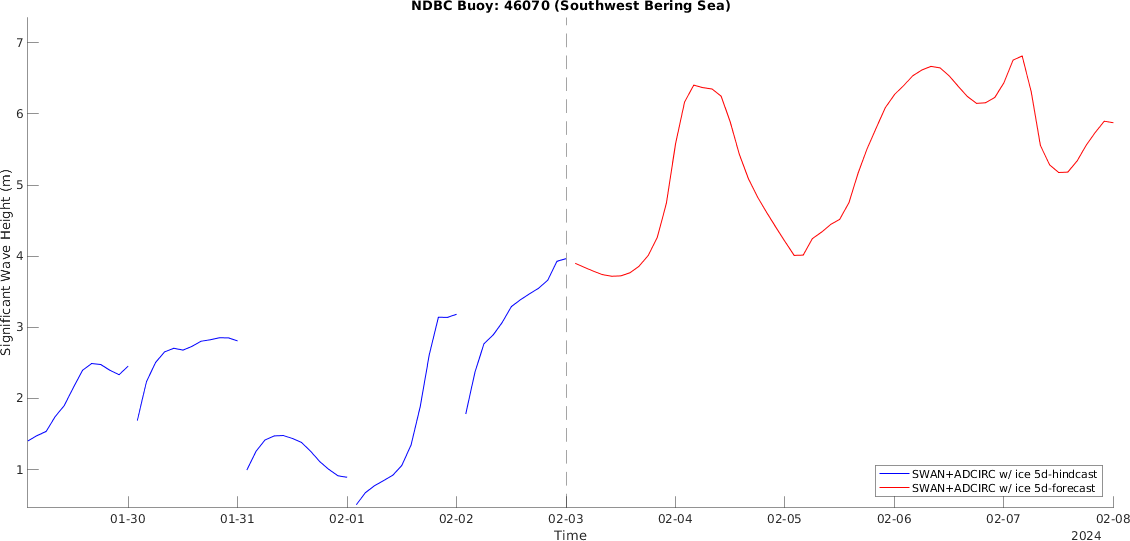 NDBC Buoy: 46070 (Southwest Bering Sea)
7
6
5
4
3
2
1
Significant Wave Height (m)
SWAN+ADCIRC w/ ice 5d-hindcast
SWAN+ADCIRC w/ ice 5d-forecast
01-30 01-31 02-01 02-02 02-03 02-04 02-05 02-06 02-07 02-08
Time
2024